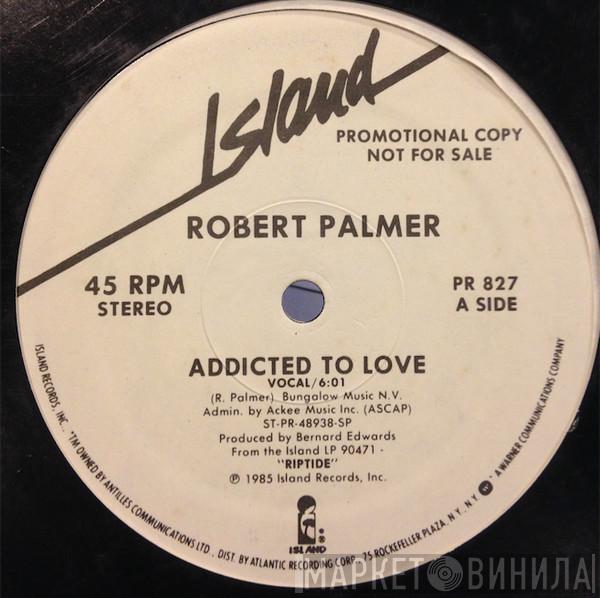 Island
PROMOTIONAL COPY
NOT FOR SALE
ROBERT PALMER
45 RPM
STEREO
PR 827
A SIDE
ADDICTED TO LOVE
VOCAL/6:01
(R. Palmer) Bungalow Music N.V.
Admin. by Ackee Music Inc. (ASCAP)
ST-PR-48938-SP
Produced by Bernard Edwards
From the Island LP 90471 -
"RIPTIDE"
℗ 1985 Island Records, Inc.
ISLAND®
ISLAND RECORDS, INC., *TM OWNED BY ANTILLES COMMUNICATIONS LTD., DIST. BY ATLANTIC RECORDING CORP., 75 ROCKEFELLER PLAZA, N.Y., N.Y. A WARNER COMMUNICATIONS COMPANY
МАРКЕТ ВИНИЛА